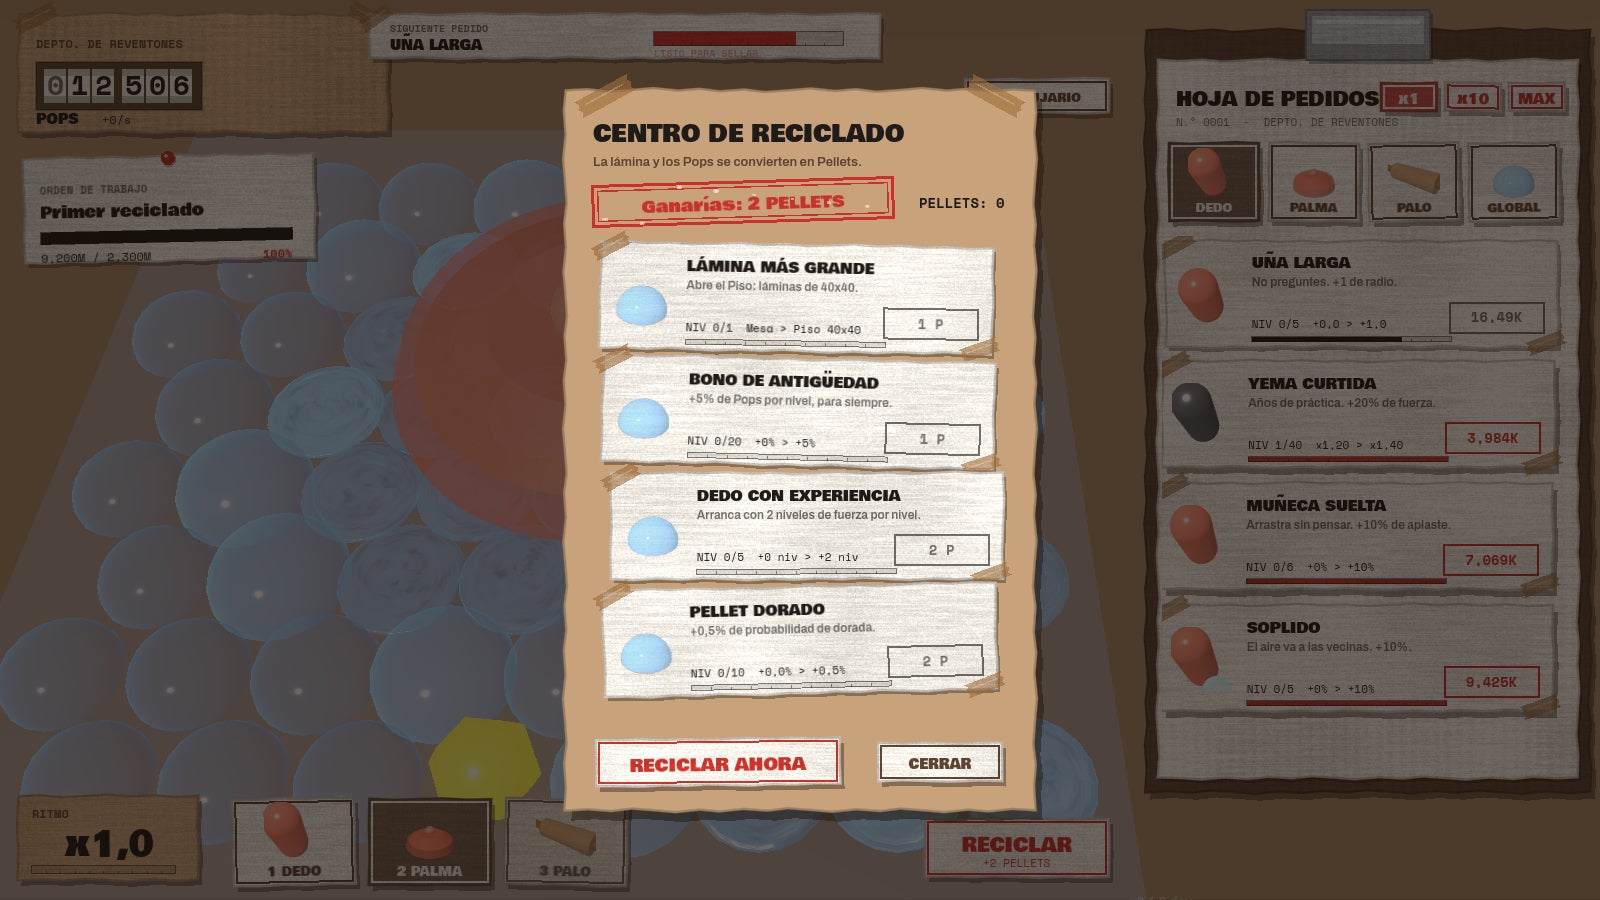 DEPTO. DE REVENTONES
012506
POPS +0/s
SIGUIENTE PEDIDO
UÑA LARGA
LISTO PARA SELLAR
ORDEN DE TRABAJO
Primer reciclado
9,200M / 2,300M 100%
CENTRO DE RECICLADO
La lámina y los Pops se convierten en Pellets.
Ganarías: 2 PELLETS
PELLETS: 0
LÁMINA MÁS GRANDE
Abre el Piso: láminas de 40x40.
NIV 0/1 Mesa > Piso 40x40
1 P
BONO DE ANTIGÜEDAD
+5% de Pops por nivel, para siempre.
NIV 0/20 +0% > +5%
1 P
DEDO CON EXPERIENCIA
Arranca con 2 niveles de fuerza por nivel.
NIV 0/5 +0 niv > +2 niv
2 P
PELLET DORADO
+0,5% de probabilidad de dorada.
NIV 0/10 +0,0% > +0,5%
2 P
RECICLAR AHORA
CERRAR
HOJA DE PEDIDOS
x1
x10
MAX
N.° 0001 - DEPTO. DE REVENTONES
DEDO
PALMA
PALO
GLOBAL
UÑA LARGA
No preguntes. +1 de radio.
NIV 0/5 +0,0 > +1,0
16,49K
YEMA CURTIDA
Años de práctica. +20% de fuerza.
NIV 1/40 x1,20 > x1,40
3,984K
MUÑECA SUELTA
Arrastra sin pensar. +10% de aplaste.
NIV 0/6 +0% > +10%
7,069K
SOPLIDO
El aire va a las vecinas. +10%.
NIV 0/5 +0% > +10%
9,425K
RITMO
x1,0
1 DEDO
2 PALMA
3 PALO
RECICLAR
+2 PELLETS